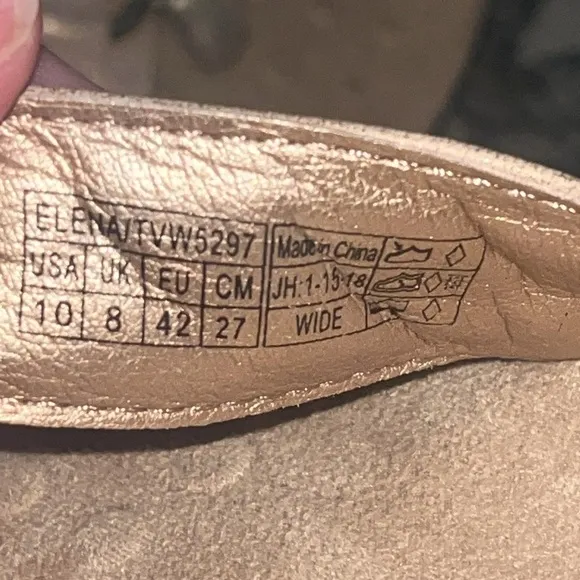 ELENA/TVW5297
USA UK EU CM
10 8 42 27
Made in China
JH:1-15-18
WIDE